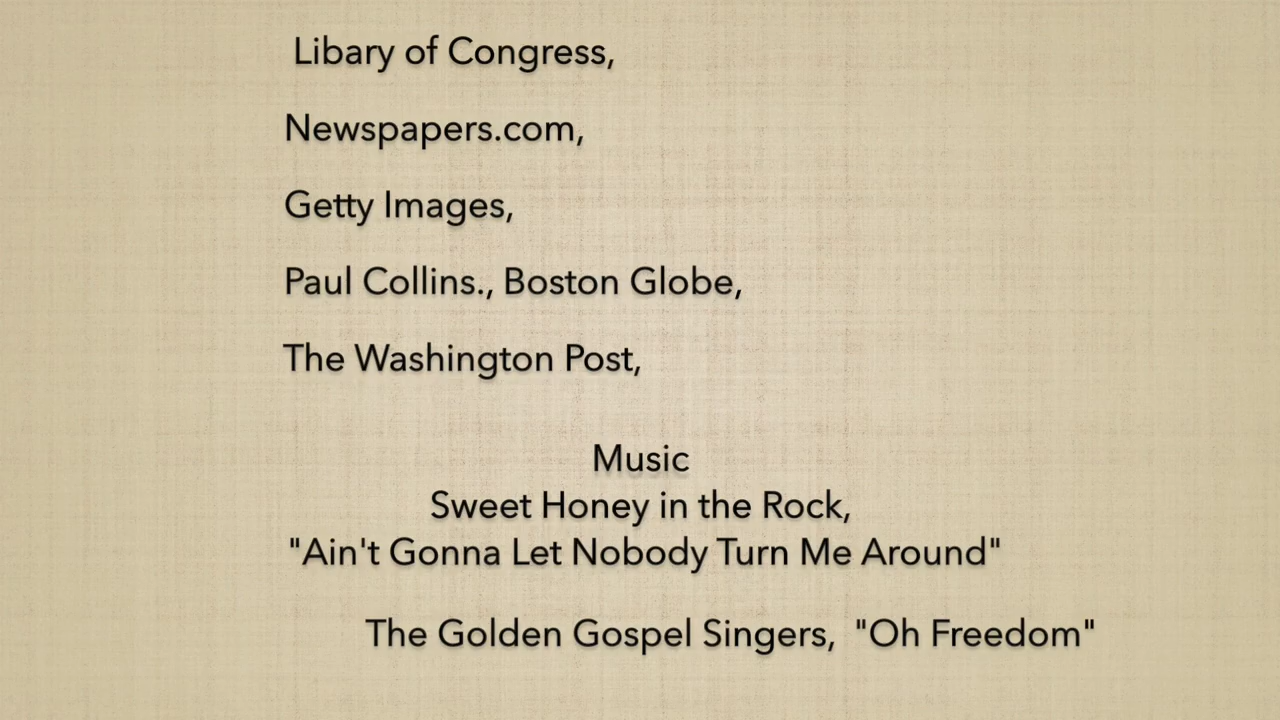 Libary of Congress,
Newspapers.com,
Getty Images,
Paul Collins., Boston Globe,
The Washington Post,
Music
Sweet Honey in the Rock,
"Ain't Gonna Let Nobody Turn Me Around"
The Golden Gospel Singers, "Oh Freedom"